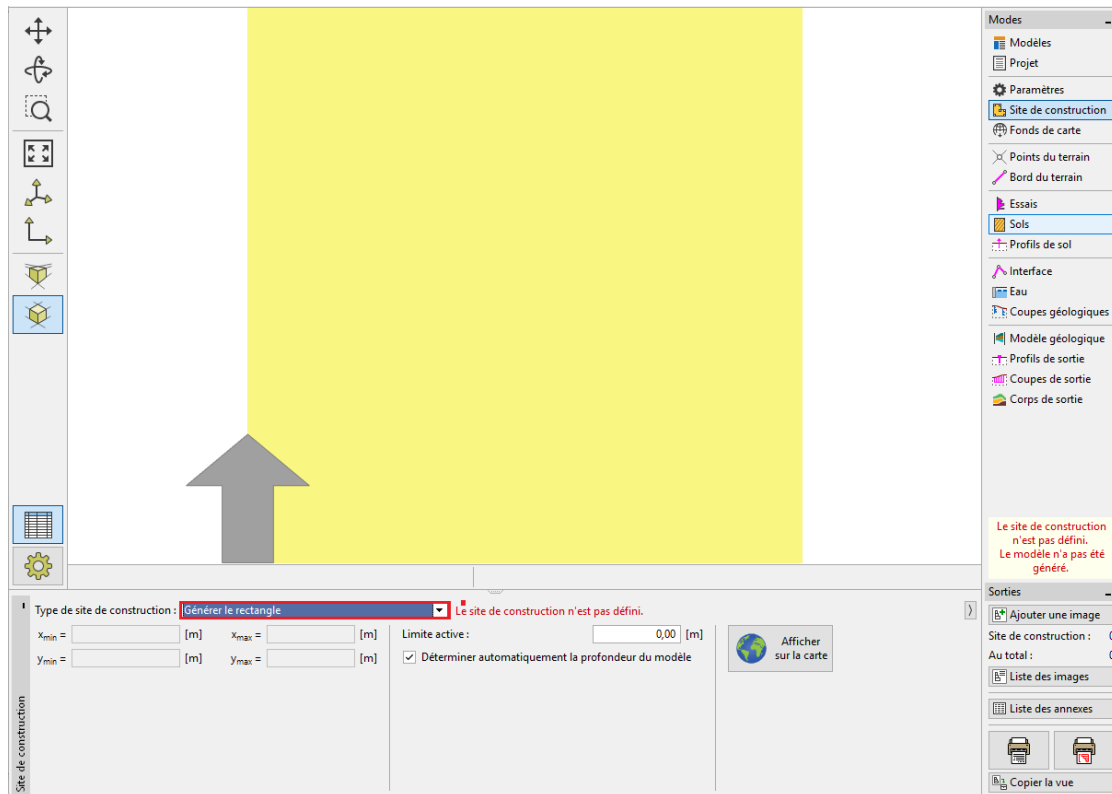 Modes
Modèles
Projet
Paramètres
Site de construction
Fonds de carte
Points du terrain
Bord du terrain
Essais
Sols
Profils de sol
Interface
Eau
Coupes géologiques
Modèle géologique
Profils de sortie
Coupes de sortie
Corps de sortie
Le site de construction
n'est pas défini.
Le modèle n'a pas été
généré.
Sorties
Ajouter une image
Site de construction : 0
Au total : 0
Liste des images
Liste des annexes
Copier la vue
Site de construction
Type de site de construction : Générer le rectangle Le site de construction n'est pas défini.
xmin = [m] xmax = [m] Limite active : 0,00 [m]
ymin = [m] ymax = [m] Déterminer automatiquement la profondeur du modèle
Afficher
sur la carte